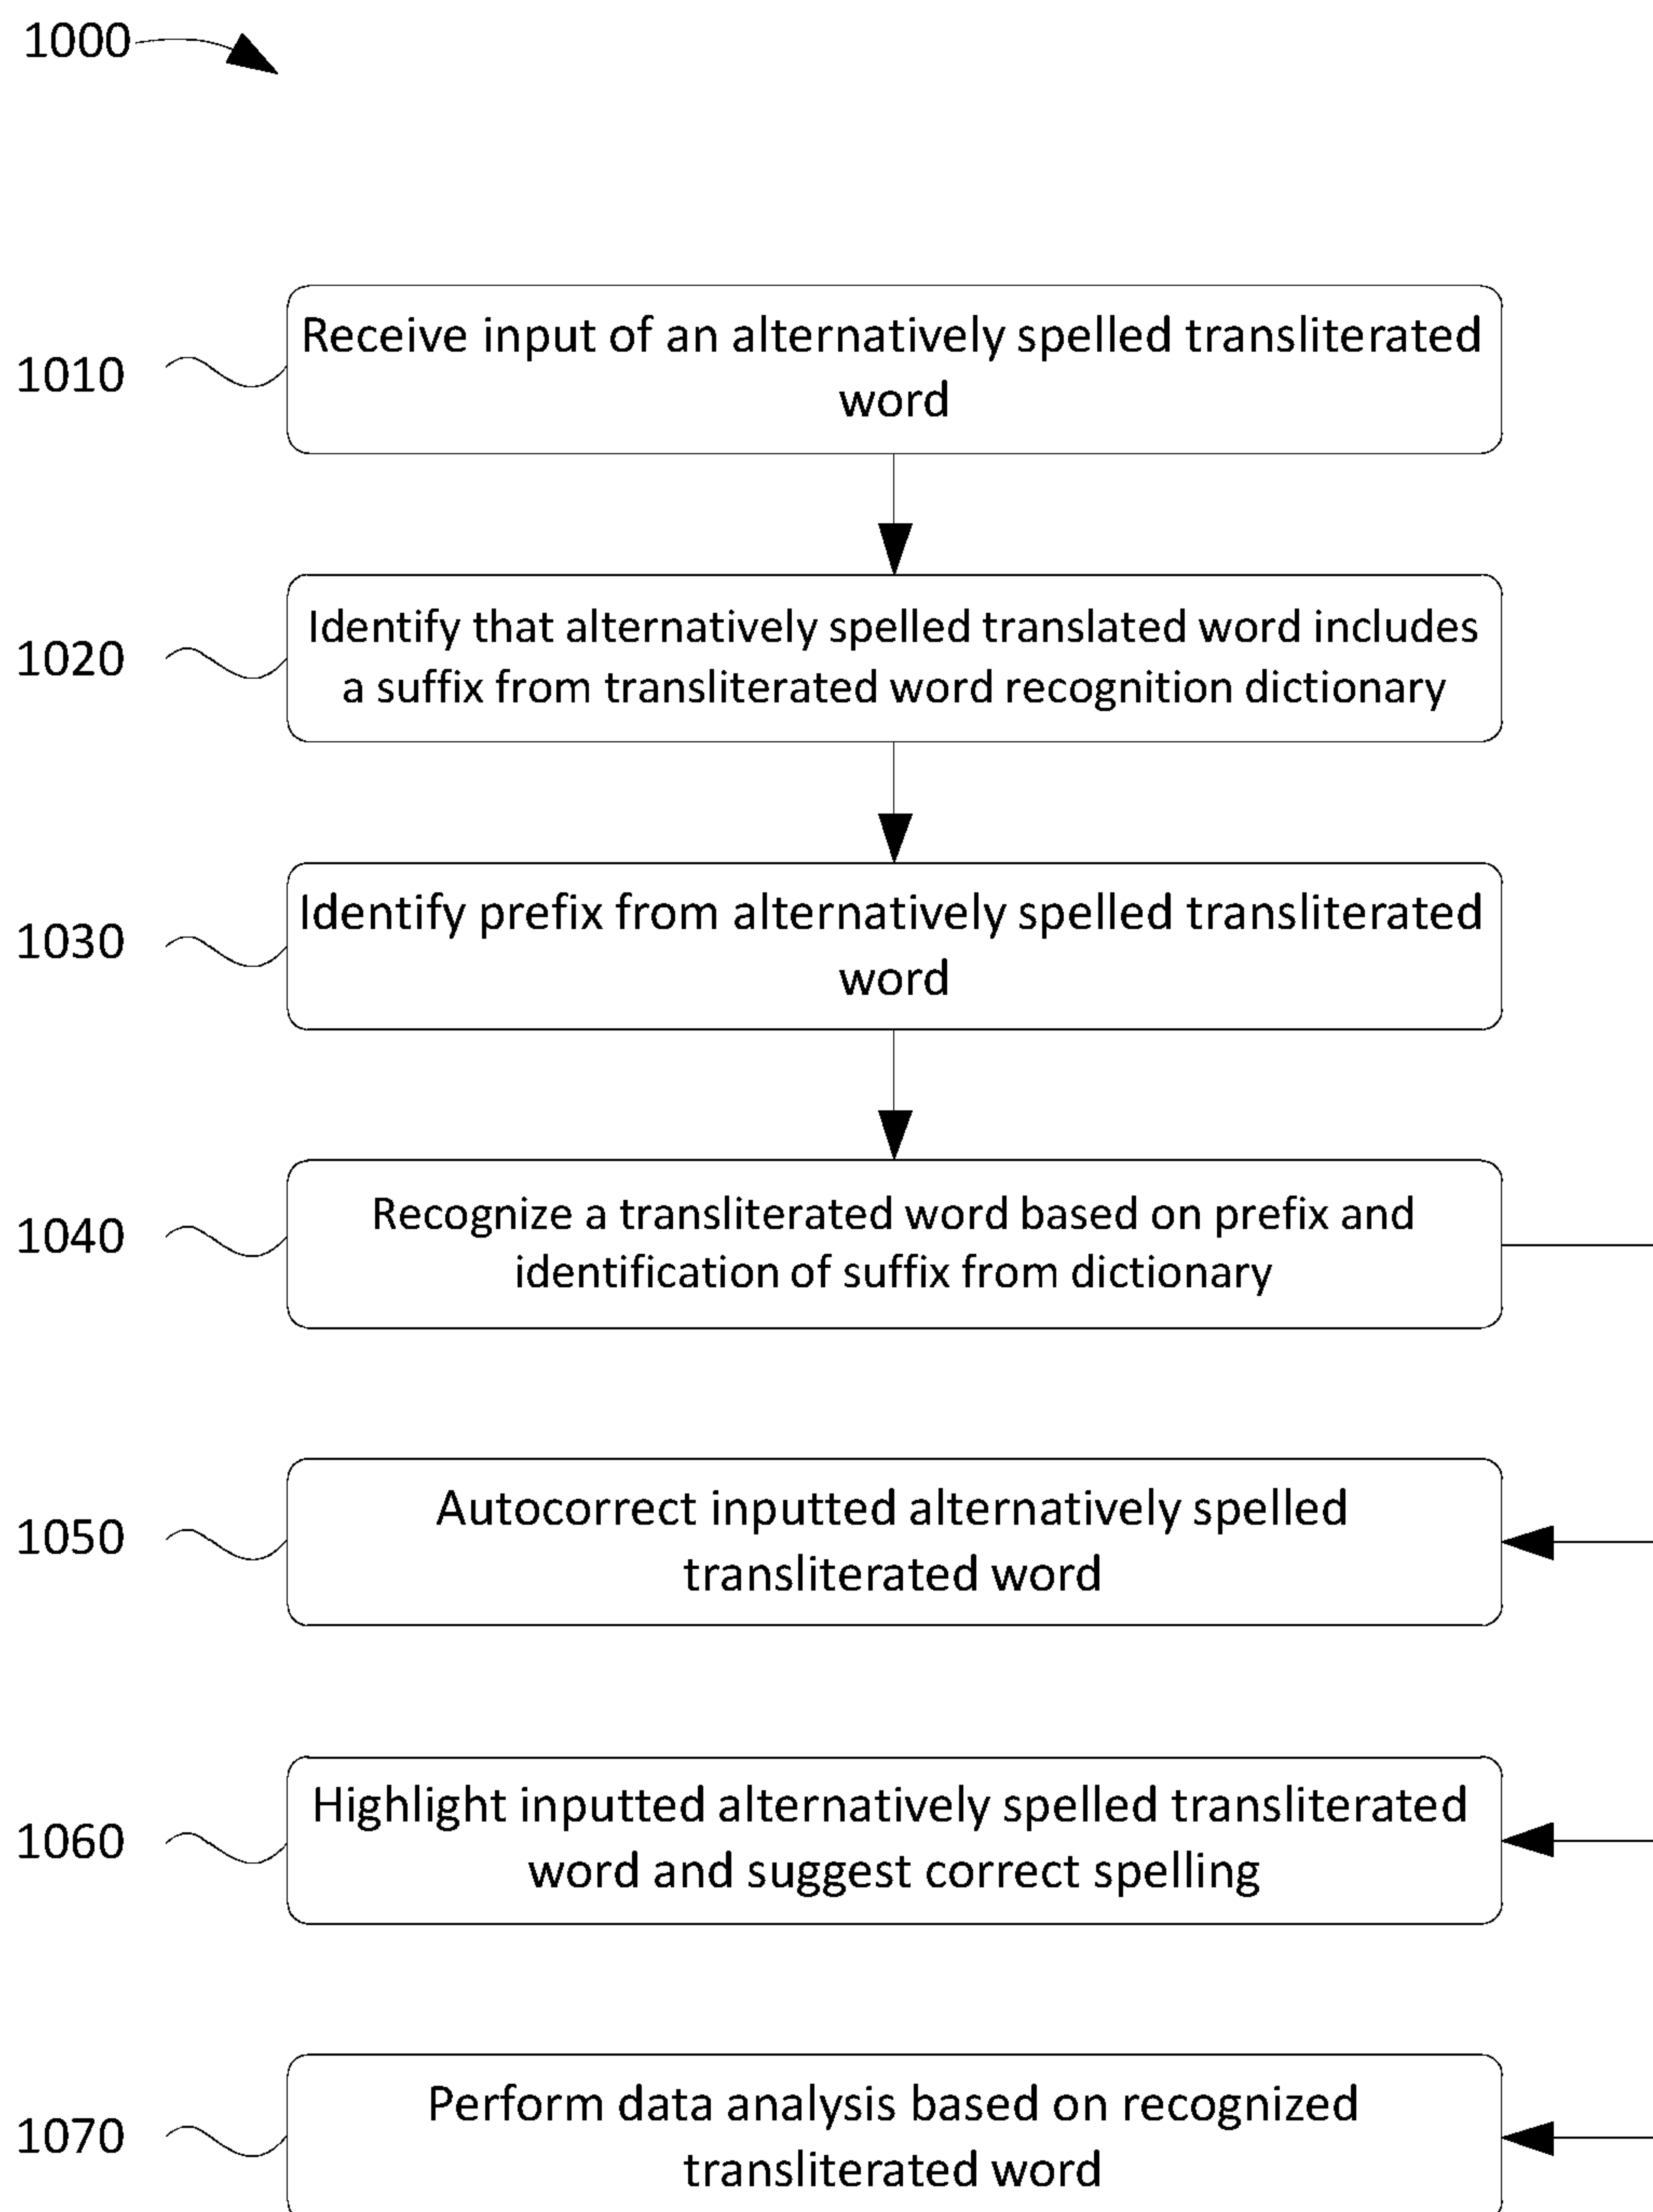 1000
1010
Receive input of an alternatively spelled transliterated
word
1020
Identify that alternatively spelled translated word includes
a suffix from transliterated word recognition dictionary
1030
Identify prefix from alternatively spelled transliterated
word
1040
Recognize a transliterated word based on prefix and
identification of suffix from dictionary
1050
Autocorrect inputted alternatively spelled
transliterated word
1060
Highlight inputted alternatively spelled transliterated
word and suggest correct spelling
1070
Perform data analysis based on recognized
transliterated word